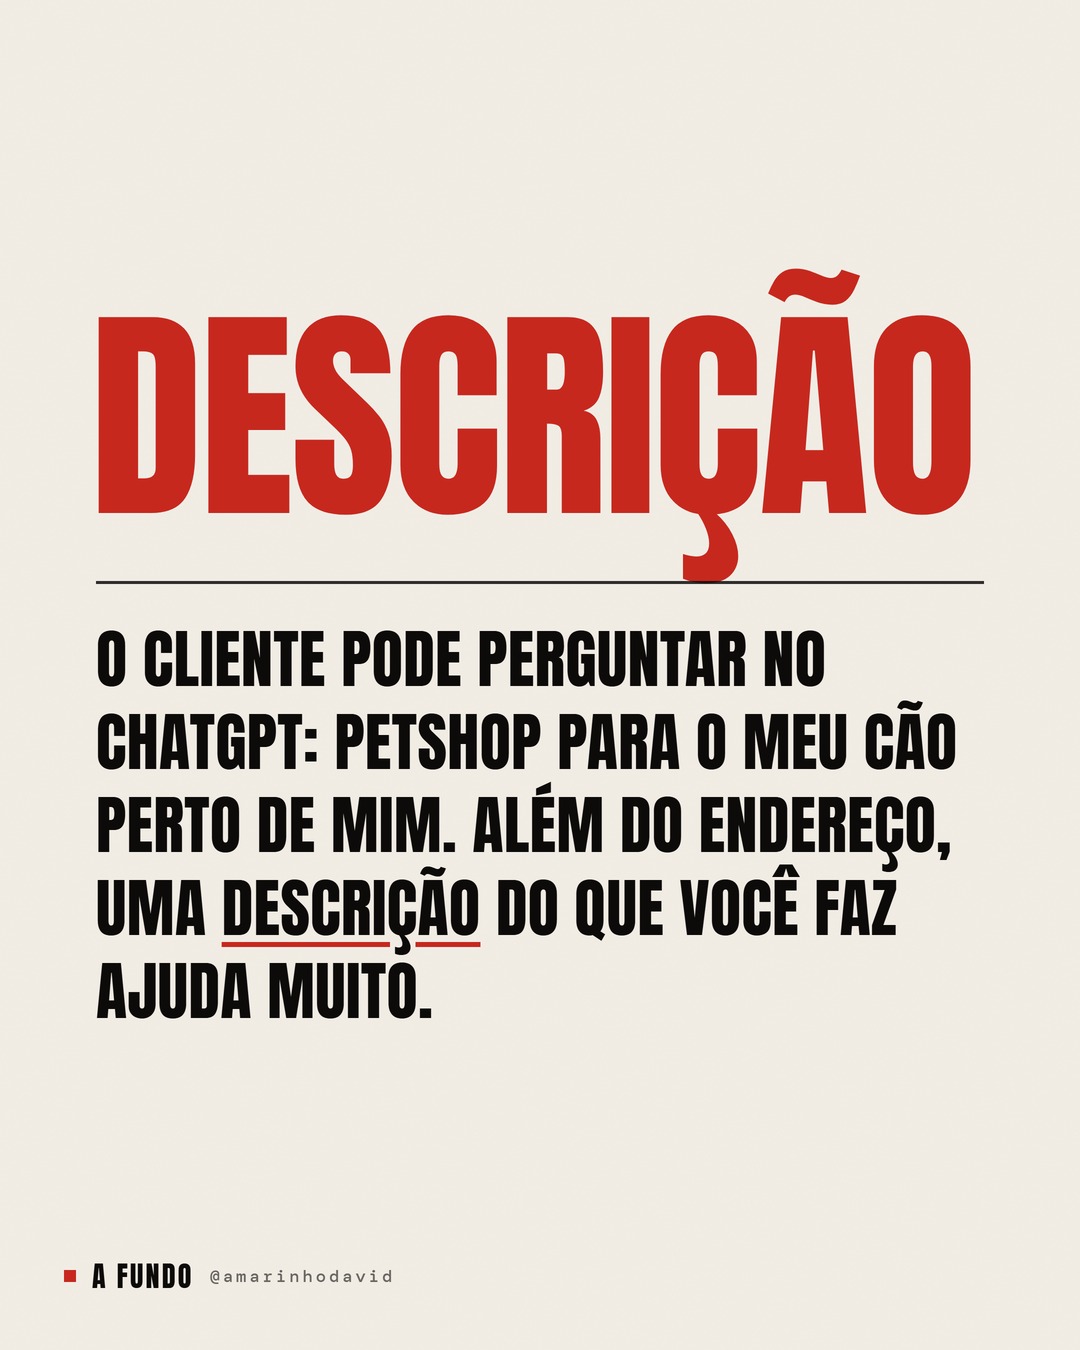 DESCRIÇÃO
O CLIENTE PODE PERGUNTAR NO
CHATGPT: PETSHOP PARA O MEU CÃO
PERTO DE MIM. ALÉM DO ENDEREÇO,
UMA DESCRIÇÃO DO QUE VOCÊ FAZ
AJUDA MUITO.
A FUNDO @amarinhodavid